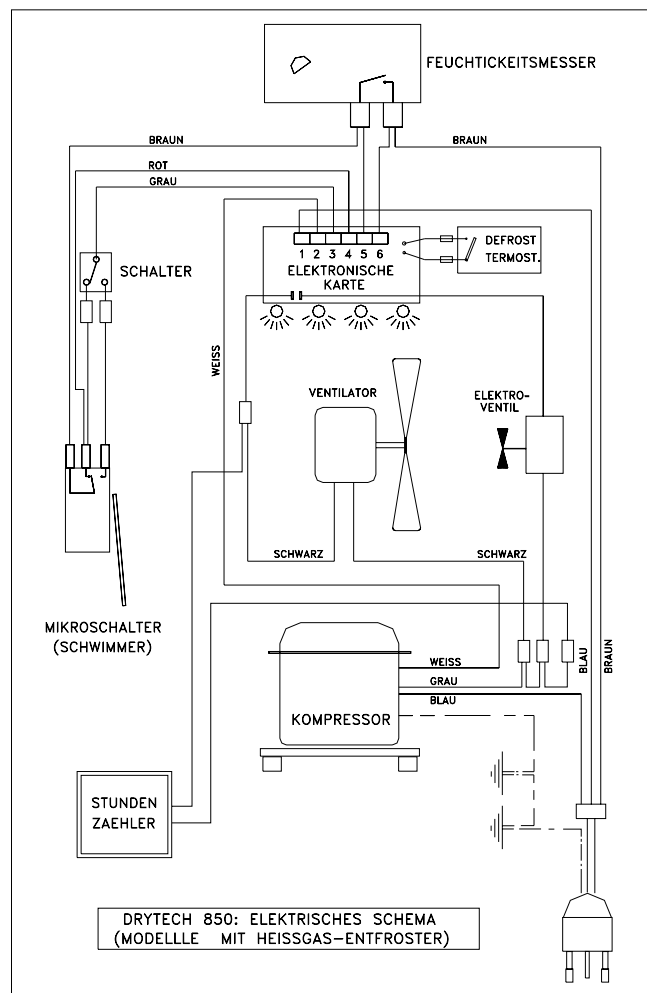 FEUCHTICKEITSMESSER
BRAUN
BRAUN
ROT
GRAU
1 2 3 4 5 6
ELEKTRONISCHE
KARTE
DEFROST
TERMOST.
SCHALTER
WEISS
VENTILATOR
ELEKTRO-
VENTIL
SCHWARZ
SCHWARZ
MIKROSCHALTER
(SCHWIMMER)
BLAU
BRAUN
WEISS
GRAU
BLAU
KOMPRESSOR
STUNDEN
ZAEHLER
DRYTECH 850: ELEKTRISCHES SCHEMA
(MODELLLE MIT HEISSGAS-ENTFROSTER)